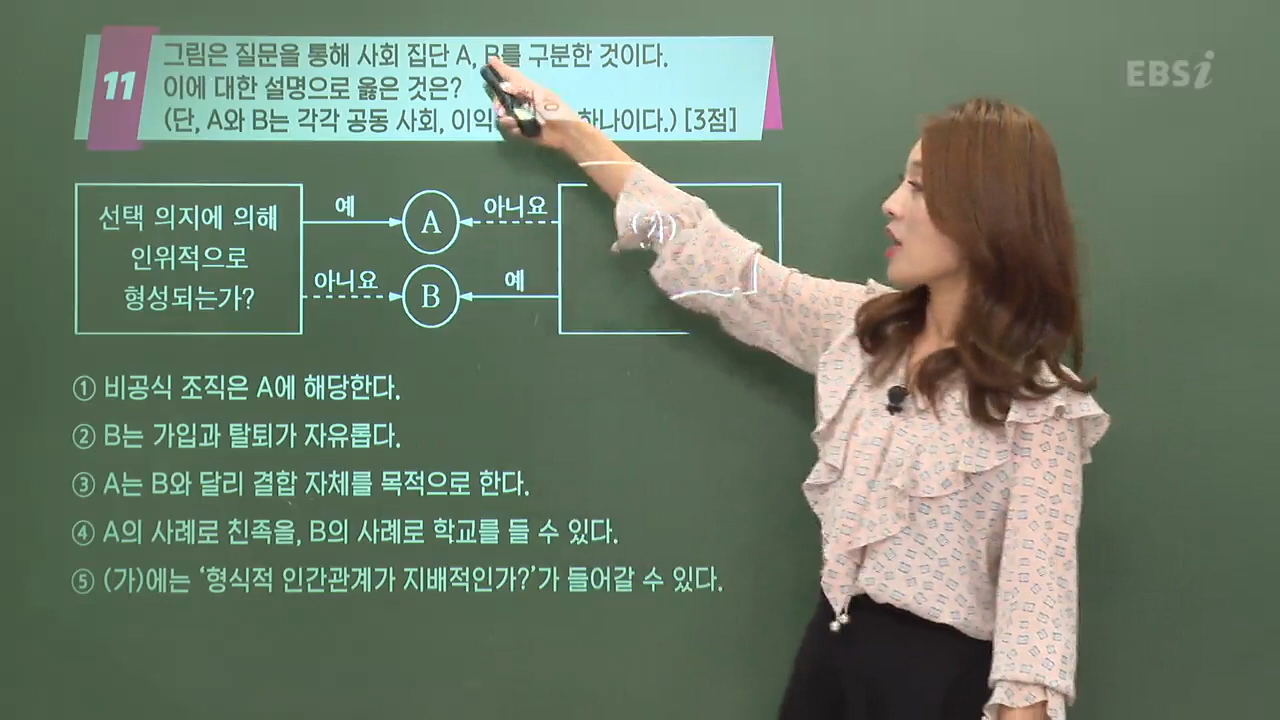 11
그림은 질문을 통해 사회 집단 A, B를 구분한 것이다.
이에 대한 설명으로 옳은 것은?
(단, A와 B는 각각 공동 사회, 하나이다.) [3점]
EBSi
선택 의지에 의해
인위적으로
형성되는가?
예
아니요
A
B
아니요
예
(가)
① 비공식 조직은 A에 해당한다.
② B는 가입과 탈퇴가 자유롭다.
③ A는 B와 달리 결합 자체를 목적으로 한다.
④ A의 사례로 친족을, B의 사례로 학교를 들 수 있다.
⑤ (가)에는 ‘형식적 인간관계가 지배적인가?’가 들어갈 수 있다.